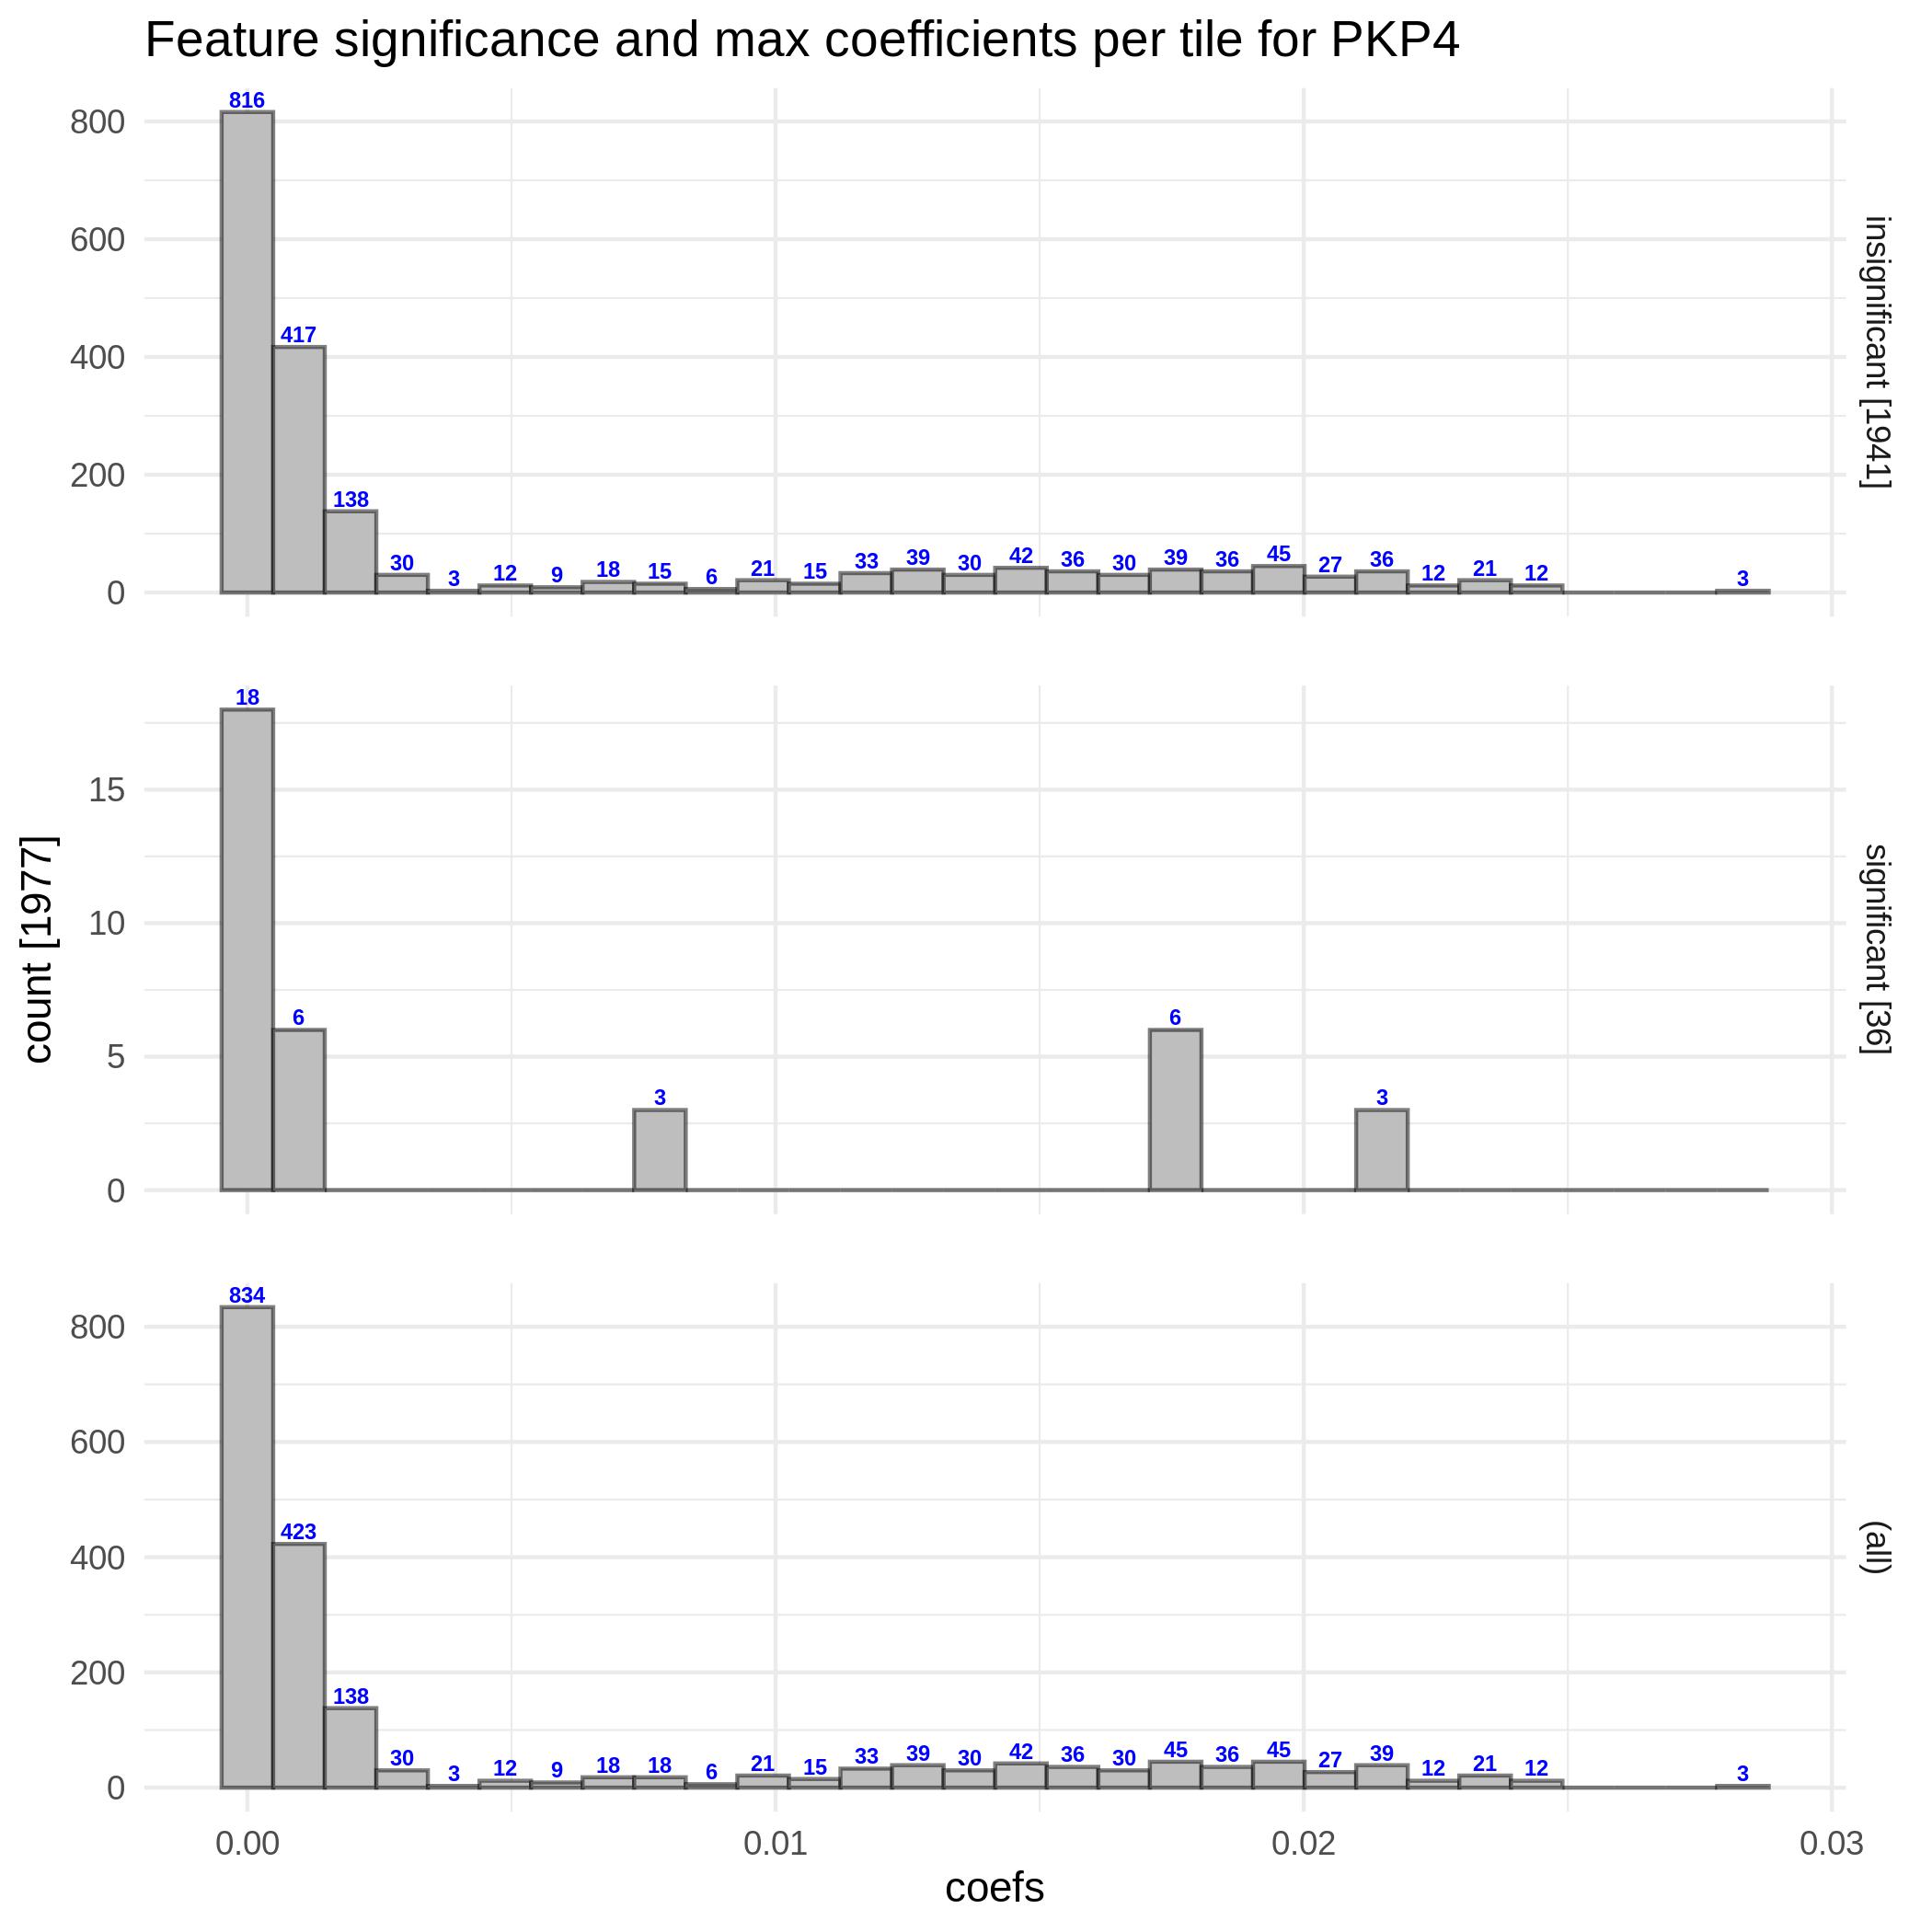 Feature significance and max coefficients per tile for PKP4
816
800
417
600
400
138
200
30 3 12 9 18 15 6 21 15 33 39 30 42 36 30 39 36 45 27 36 12 21 12 3
0
insignificant [1941]
18
15
10
6 6
5
3 3
0
significant [36]
count [1977]
834
800
600
423
400
200
138
30 3 12 9 18 18 6 21 15 33 39 30 42 36 30 45 36 45 27 39 12 21 12 3
0
(all)
0.00 0.01 0.02 0.03
coefs